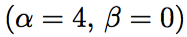 (α = 4, β = 0)